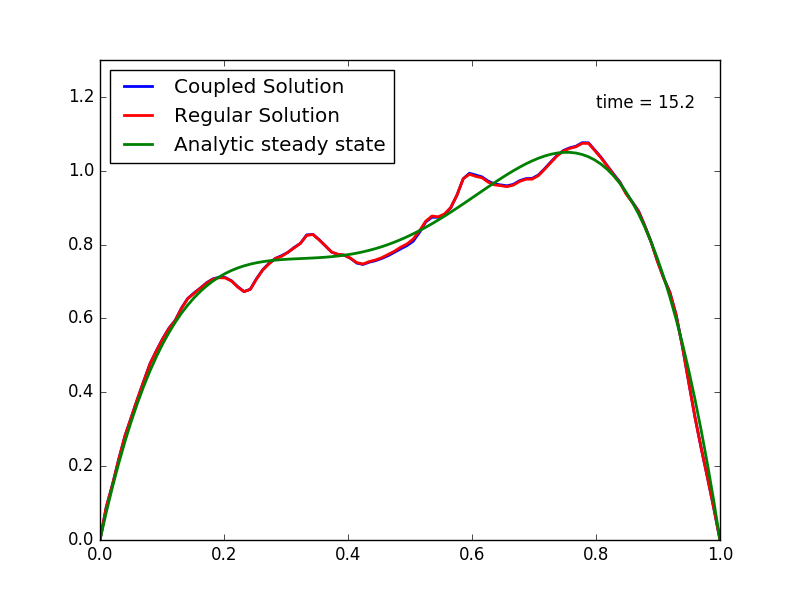 Coupled Solution
Regular Solution
Analytic steady state
time = 15.2
1.2
1.0
0.8
0.6
0.4
0.2
0.0
0.0 0.2 0.4 0.6 0.8 1.0